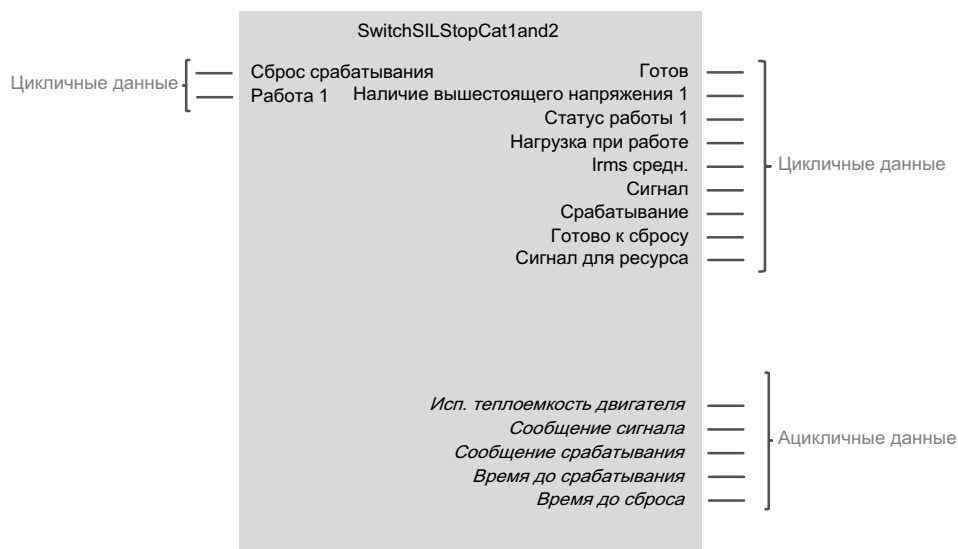 SwitchSILStopCat1and2
Цикличные данные
Сброс срабатывания
Работа 1
Готов
Наличие вышестоящего напряжения 1
Статус работы 1
Нагрузка при работе
Irms средн.
Сигнал
Срабатывание
Готово к сбросу
Сигнал для ресурса
Цикличные данные
Исп. теплоемкость двигателя
Сообщение сигнала
Сообщение срабатывания
Время до срабатывания
Время до сброса
Ацикличные данные